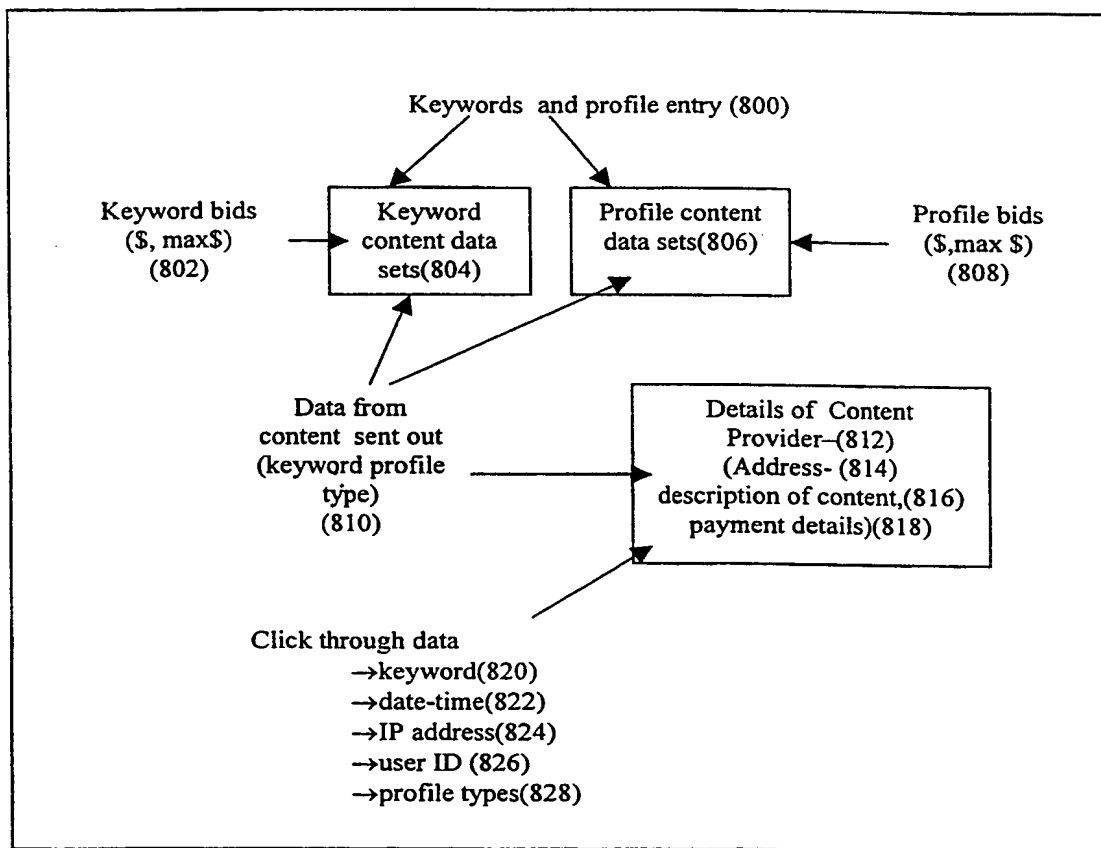 Keywords and profile entry (800)
Keyword bids
($, max$)
(802)
Keyword
content data
sets(804)
Profile content
data sets(806)
Profile bids
($,max $)
(808)
Data from
content sent out
(keyword profile
type)
(810)
Details of Content
Provider–(812)
(Address- (814)
description of content,(816)
payment details)(818)
Click through data
→keyword(820)
→date-time(822)
→IP address(824)
→user ID (826)
→profile types(828)